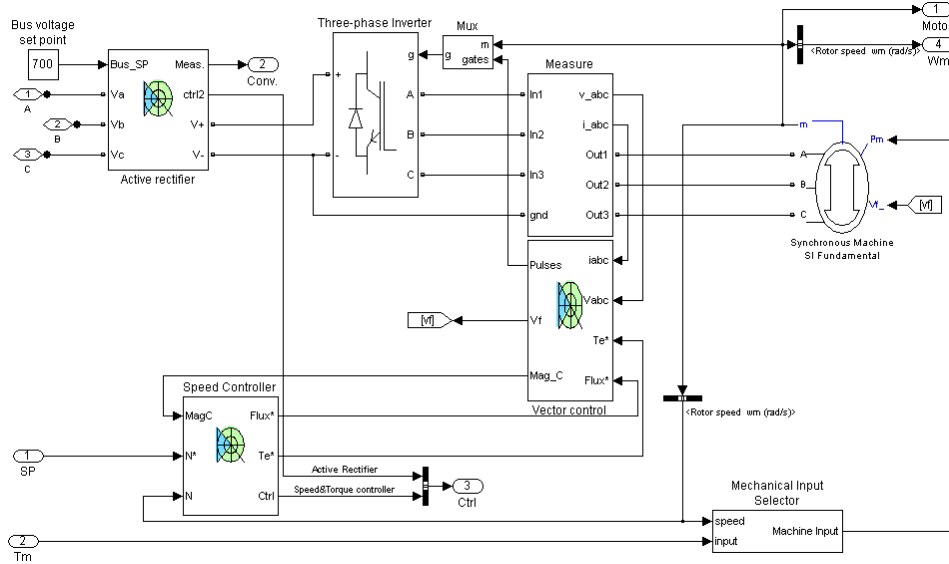 Bus voltage
set point
700
Bus_SP
Meas.
Va
ctrl2
Vb
V+
Vc
V-
Active rectifier
1
A
2
B
3
C
2
Conv.
Three-phase Inverter
g
+
-
A
B
C
Mux
m
g
gates
Measure
In1
In2
In3
gnd
v_abc
i_abc
Out1
Out2
Out3
1
Moto
<Rotor speed wm (rad/s)>
4
Wm
m
A
B
C
Pm
Vf_
[Vf]
Synchronous Machine
SI Fundamental
Pulses
iabc
Vabc
Vf
Te*
Mag_C
Flux*
Vector control
[Vf]
Speed Controller
MagC
Flux*
N*
Te*
N
Ctrl
1
SP
Active Rectifier
Speed&Torque controller
3
Ctrl
<Rotor speed wm (rad/s)>
Mechanical Input
Selector
speed
input
Machine Input
2
Tm